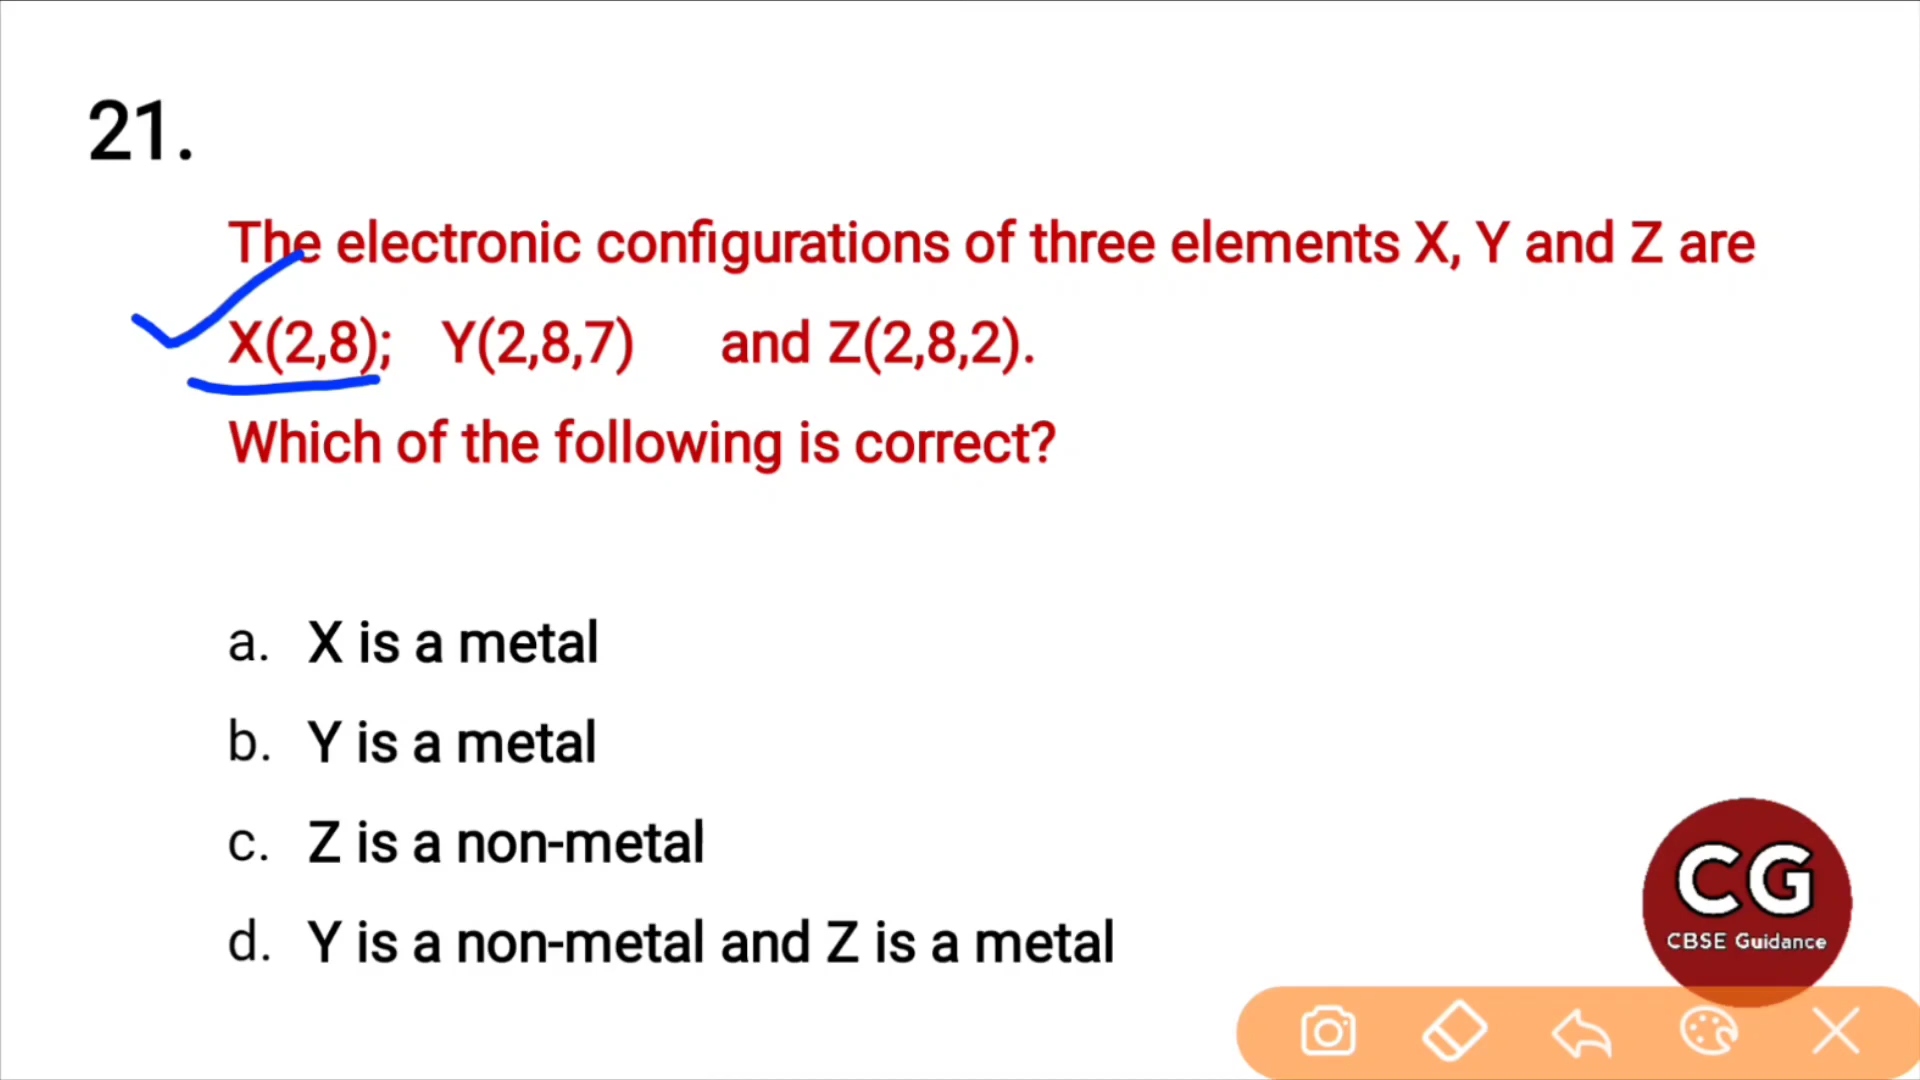 21.
The electronic configurations of three elements X, Y and Z are
X(2,8); Y(2,8,7) and Z(2,8,2).
Which of the following is correct?
a. X is a metal
b. Y is a metal
c. Z is a non-metal
d. Y is a non-metal and Z is a metal
CG
CBSE Guidance